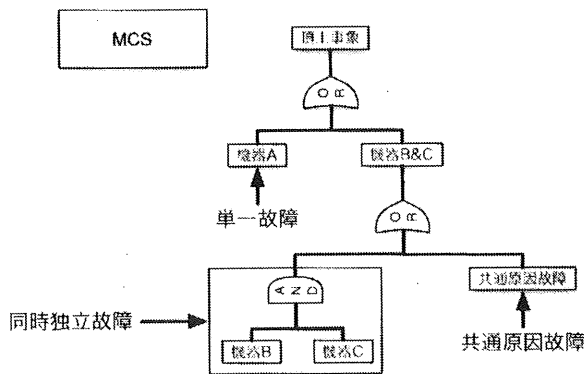 MCS
頂上事象
OR
機器A
機器B&C
単一故障
OR
AND
共通原因故障
同時独立故障
機器B
機器C
共通原因故障